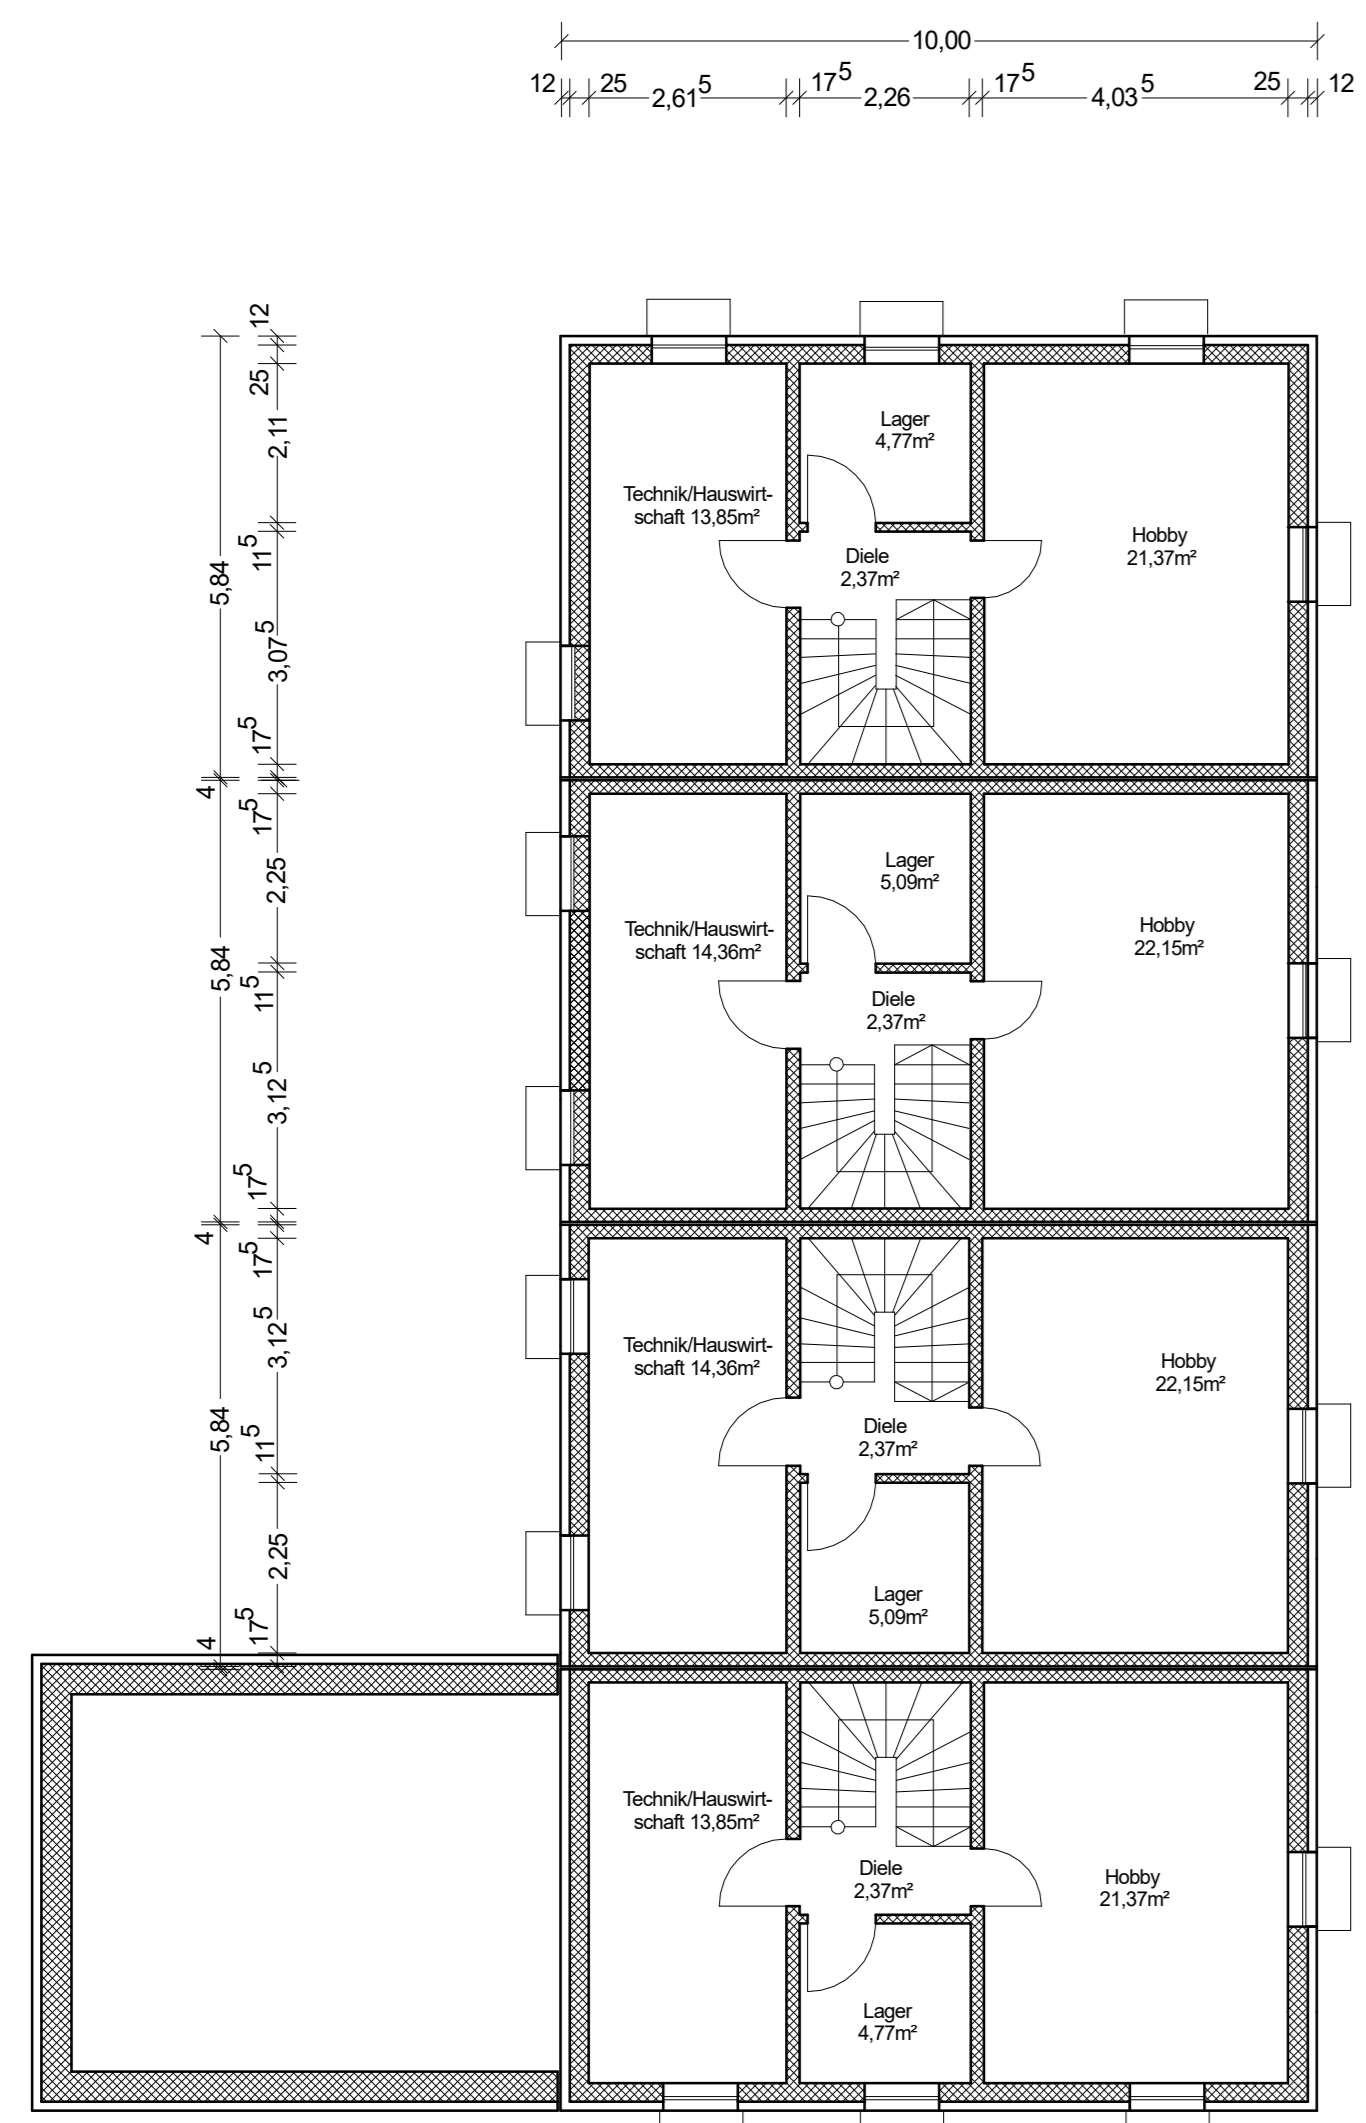 10,00
12 25 2,61⁵ 17⁵ 2,26 17⁵ 4,03⁵ 25 12
12
25
2,11
11⁵
5,84
3,07⁵
17⁵
4
17⁵
2,25
5,84
11⁵
3,12⁵
17⁵
4
17⁵
3,12⁵
5,84
11⁵
2,25
17⁵
4
Lager
4,77m²
Technik/Hauswirt-
schaft 13,85m²
Diele
2,37m²
Hobby
21,37m²
Lager
5,09m²
Technik/Hauswirt-
schaft 14,36m²
Hobby
22,15m²
Diele
2,37m²
Technik/Hauswirt-
schaft 14,36m²
Hobby
22,15m²
Diele
2,37m²
Lager
5,09m²
Technik/Hauswirt-
schaft 13,85m²
Diele
2,37m²
Hobby
21,37m²
Lager
4,77m²